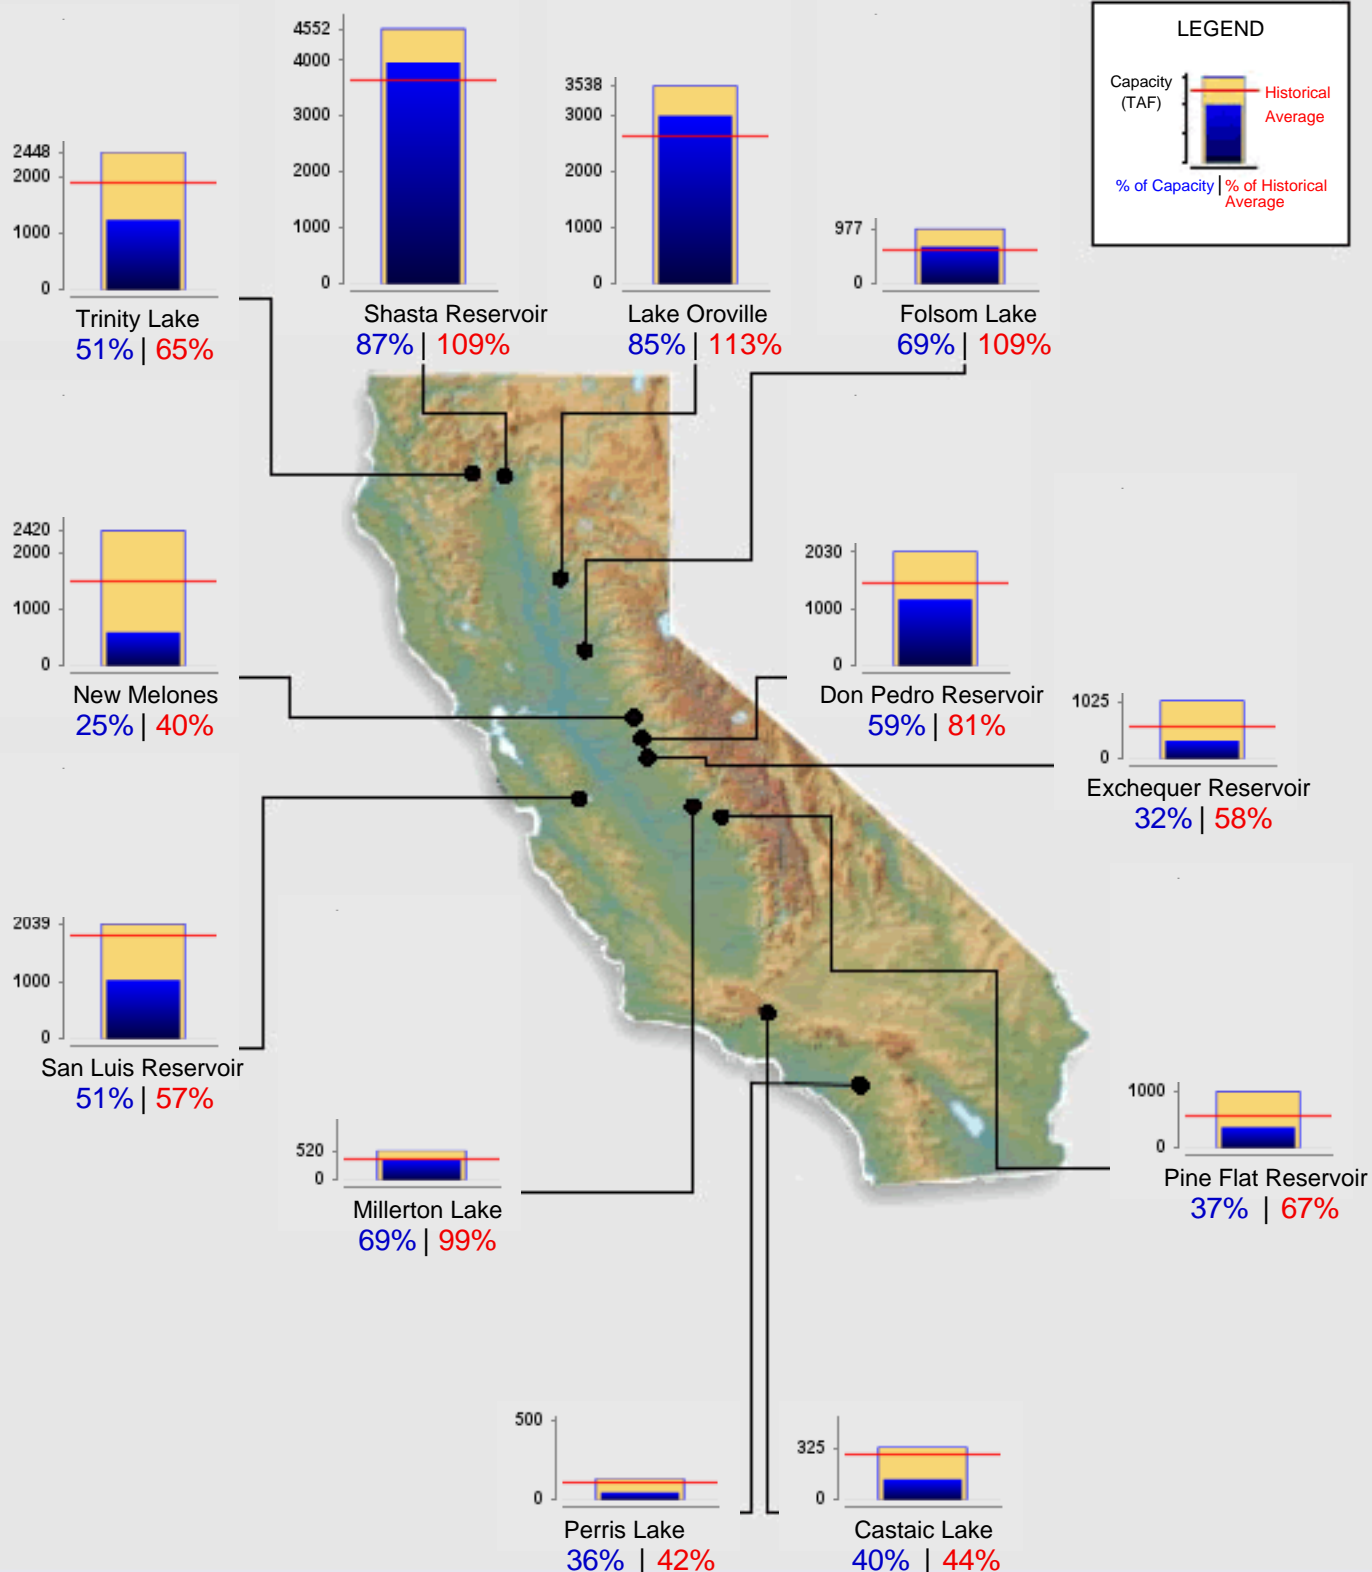 LEGEND
Capacity
(TAF)
Historical
Average
% of Capacity | % of Historical
Average
2448
2000
1000
0
Trinity Lake
51% | 65%
4552
4000
3000
2000
1000
0
Shasta Reservoir
87% | 109%
3538
3000
2000
1000
0
Lake Oroville
85% | 113%
977
0
Folsom Lake
69% | 109%
2420
2000
1000
0
New Melones
25% | 40%
2030
1000
0
Don Pedro Reservoir
59% | 81%
1025
0
Exchequer Reservoir
32% | 58%
2039
1000
0
San Luis Reservoir
51% | 57%
520
0
Millerton Lake
69% | 99%
1000
0
Pine Flat Reservoir
37% | 67%
500
0
Perris Lake
36% | 42%
325
0
Castaic Lake
40% | 44%